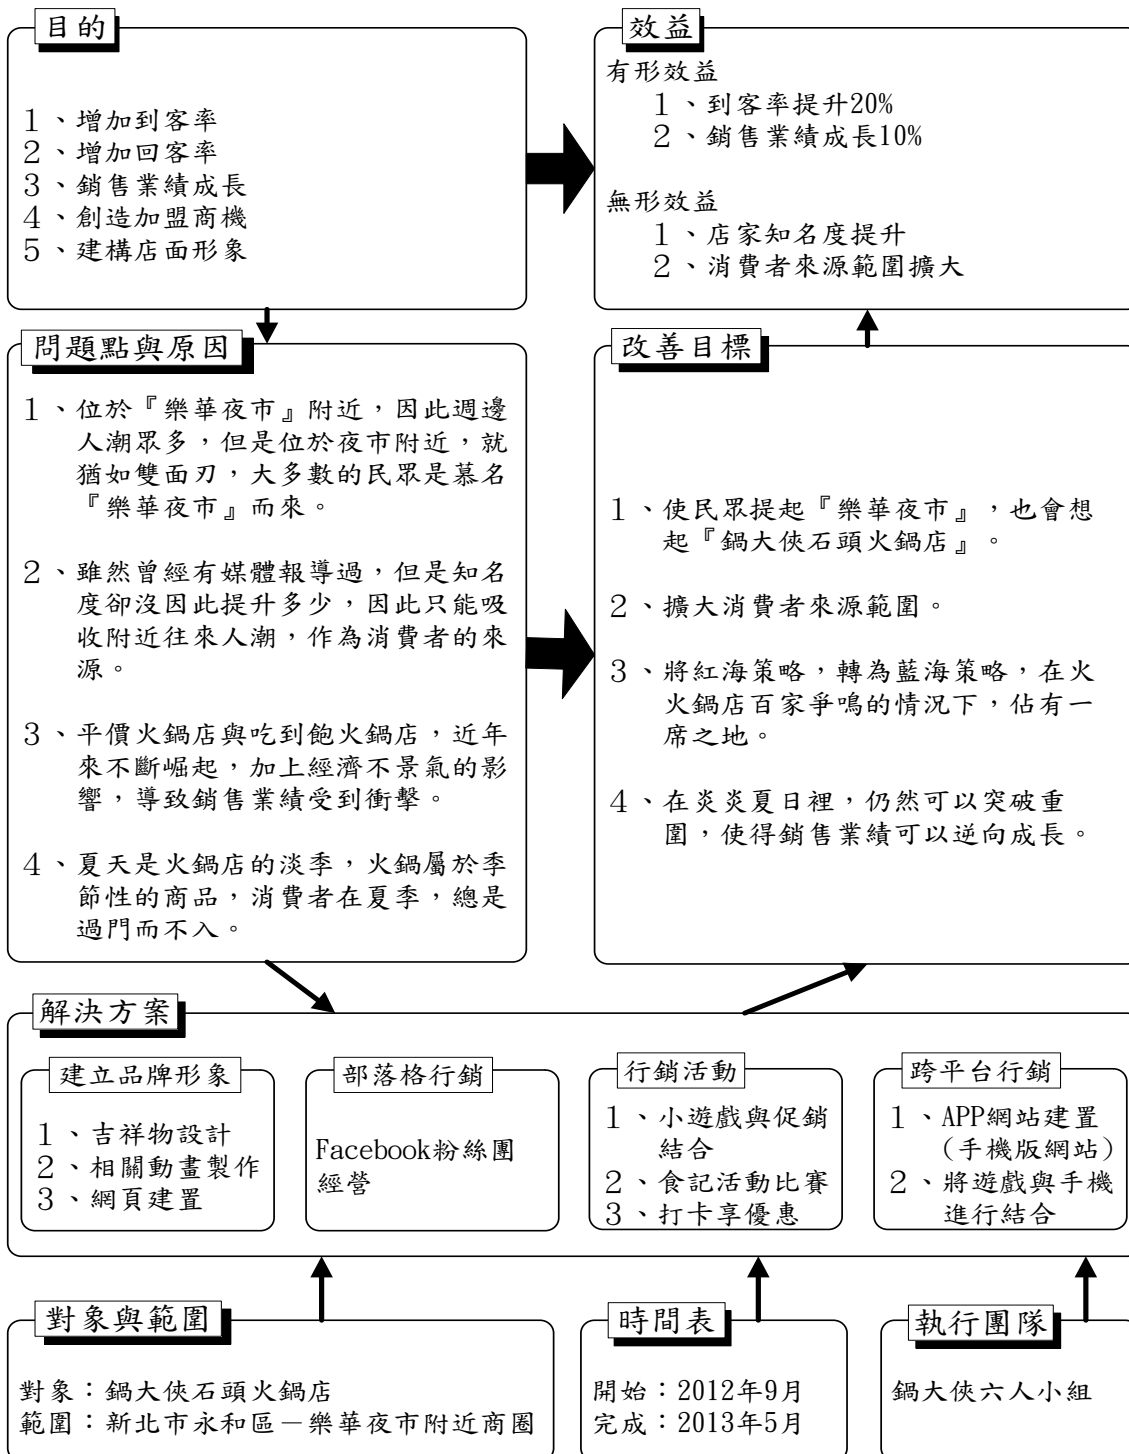 目的
1、增加到客率
2、增加回客率
3、銷售業績成長
4、創造加盟商機
5、建構店面形象
效益
有形效益
1、到客率提升20%
2、銷售業績成長10%
無形效益
1、店家知名度提升
2、消費者來源範圍擴大
問題點與原因
1、位於『樂華夜市』附近，因此週邊
人潮眾多，但是位於夜市附近，就
猶如雙面刃，大多數的民眾是慕名
『樂華夜市』而來。
2、雖然曾經有媒體報導過，但是知名
度卻沒因此提升多少，因此只能吸
收附近往來人潮，作為消費者的來
源。
3、平價火鍋店與吃到飽火鍋店，近年
來不斷崛起，加上經濟不景氣的影
響，導致銷售業績受到衝擊。
4、夏天是火鍋店的淡季，火鍋屬於季
節性的商品，消費者在夏季，總是
過門而不入。
改善目標
1、使民眾提起『樂華夜市』，也會想
起『鍋大俠石頭火鍋店』。
2、擴大消費者來源範圍。
3、將紅海策略，轉為藍海策略，在火
火鍋店百家爭鳴的情況下，佔有一
席之地。
4、在炎炎夏日裡，仍然可以突破重
圍，使得銷售業績可以逆向成長。
解決方案
建立品牌形象
1、吉祥物設計
2、相關動畫製作
3、網頁建置
部落格行銷
Facebook粉絲團
經營
行銷活動
1、小遊戲與促銷
結合
2、食記活動比賽
3、打卡享優惠
跨平台行銷
1、APP網站建置
(手機版網站)
2、將遊戲與手機
進行結合
對象與範圍
對象：鍋大俠石頭火鍋店
範圍：新北市永和區－樂華夜市附近商圈
時間表
開始：2012年9月
完成：2013年5月
執行團隊
鍋大俠六人小組